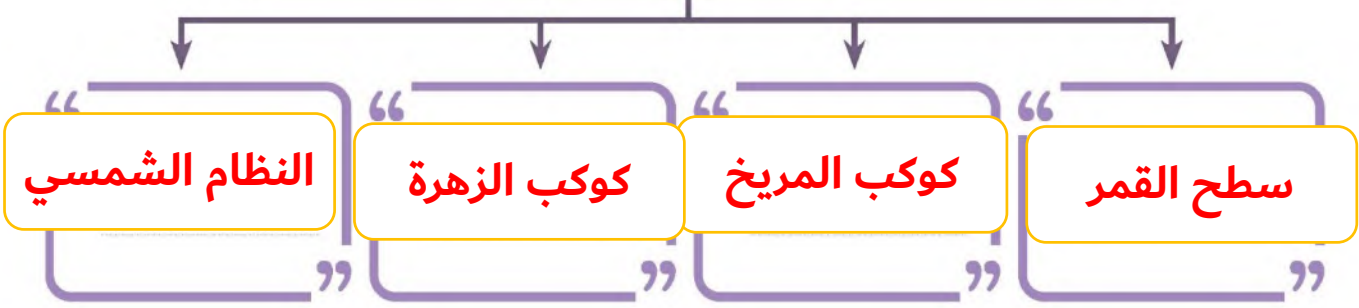 سطح القمر
كوكب المريخ
كوكب الزهرة
النظام الشمسي